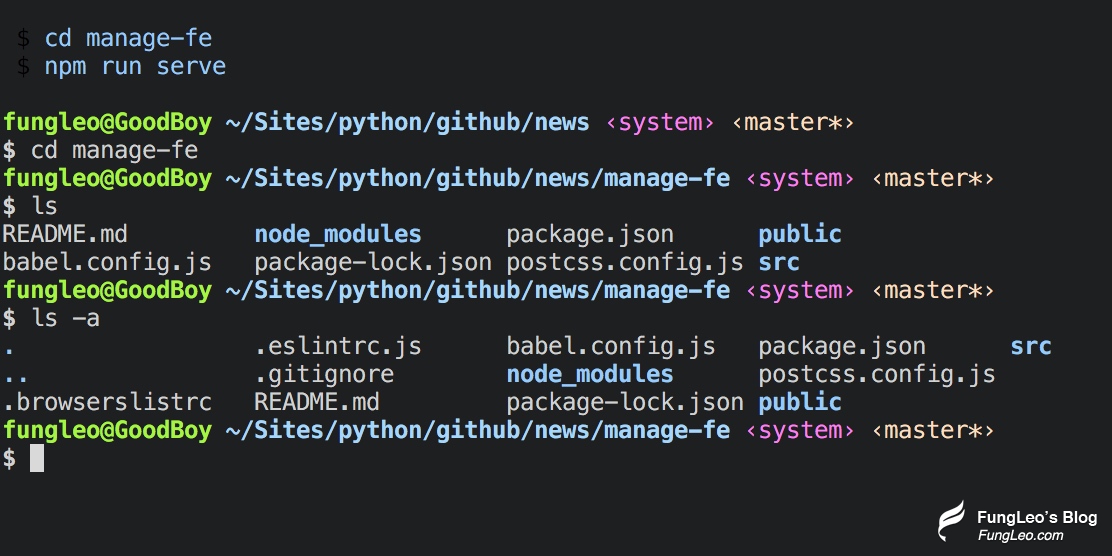 $ cd manage-fe
$ npm run serve
fungleo@GoodBoy ~/Sites/python/github/news ‹system› ‹master*›
$ cd manage-fe
fungleo@GoodBoy ~/Sites/python/github/news/manage-fe ‹system› ‹master*›
$ ls
README.md node_modules package.json public
babel.config.js package-lock.json postcss.config.js src
fungleo@GoodBoy ~/Sites/python/github/news/manage-fe ‹system› ‹master*›
$ ls -a
. .eslintrc.js babel.config.js package.json src
.. .gitignore node_modules postcss.config.js
.browserslistrc README.md package-lock.json public
fungleo@GoodBoy ~/Sites/python/github/news/manage-fe ‹system› ‹master*›
$
FungLeo's Blog
FungLeo.com